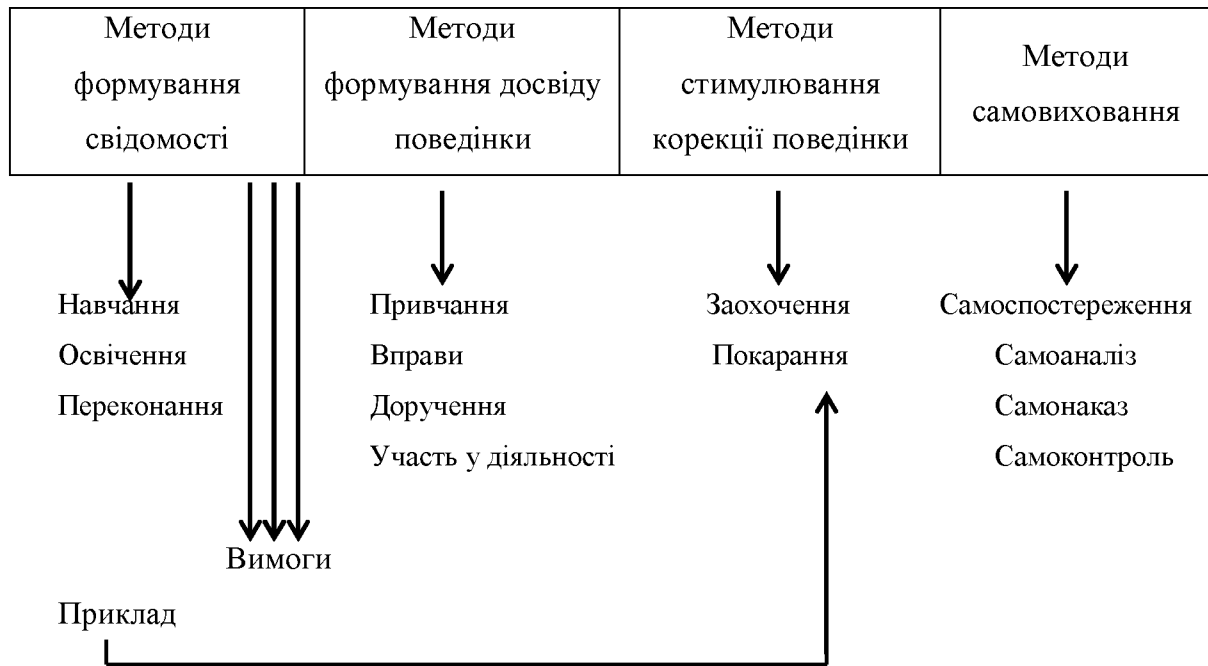 Методи
формування
свідомості
Методи
формування досвіду
поведінки
Методи
стимулювання
корекції поведінки
Методи
самовиховання
Навчання
Освічення
Переконання
Привчання
Вправи
Доручення
Участь у діяльності
Заохочення
Покарання
Самоспостереження
Самоаналіз
Самонаказ
Самоконтроль
Вимоги
Приклад